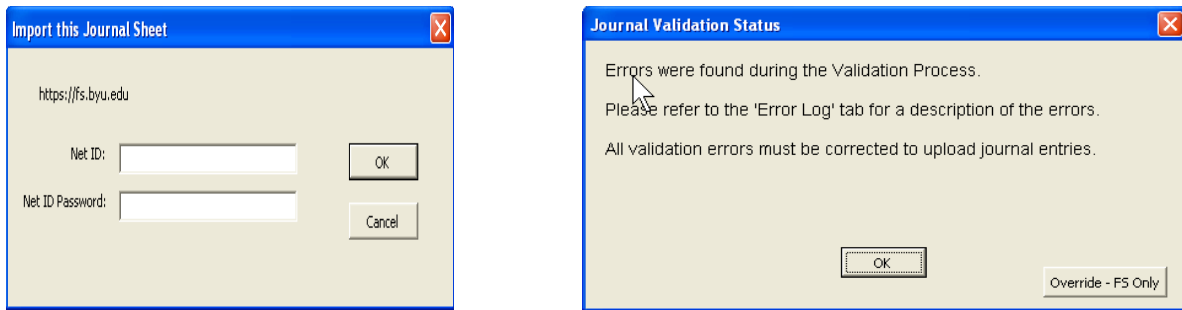 Import this Journal Sheet
https://fs.byu.edu
Net ID:
OK
Net ID Password:
Cancel
Journal Validation Status
Errors were found during the Validation Process.
Please refer to the 'Error Log' tab for a description of the errors.
All validation errors must be corrected to upload journal entries.
OK
Override - FS Only